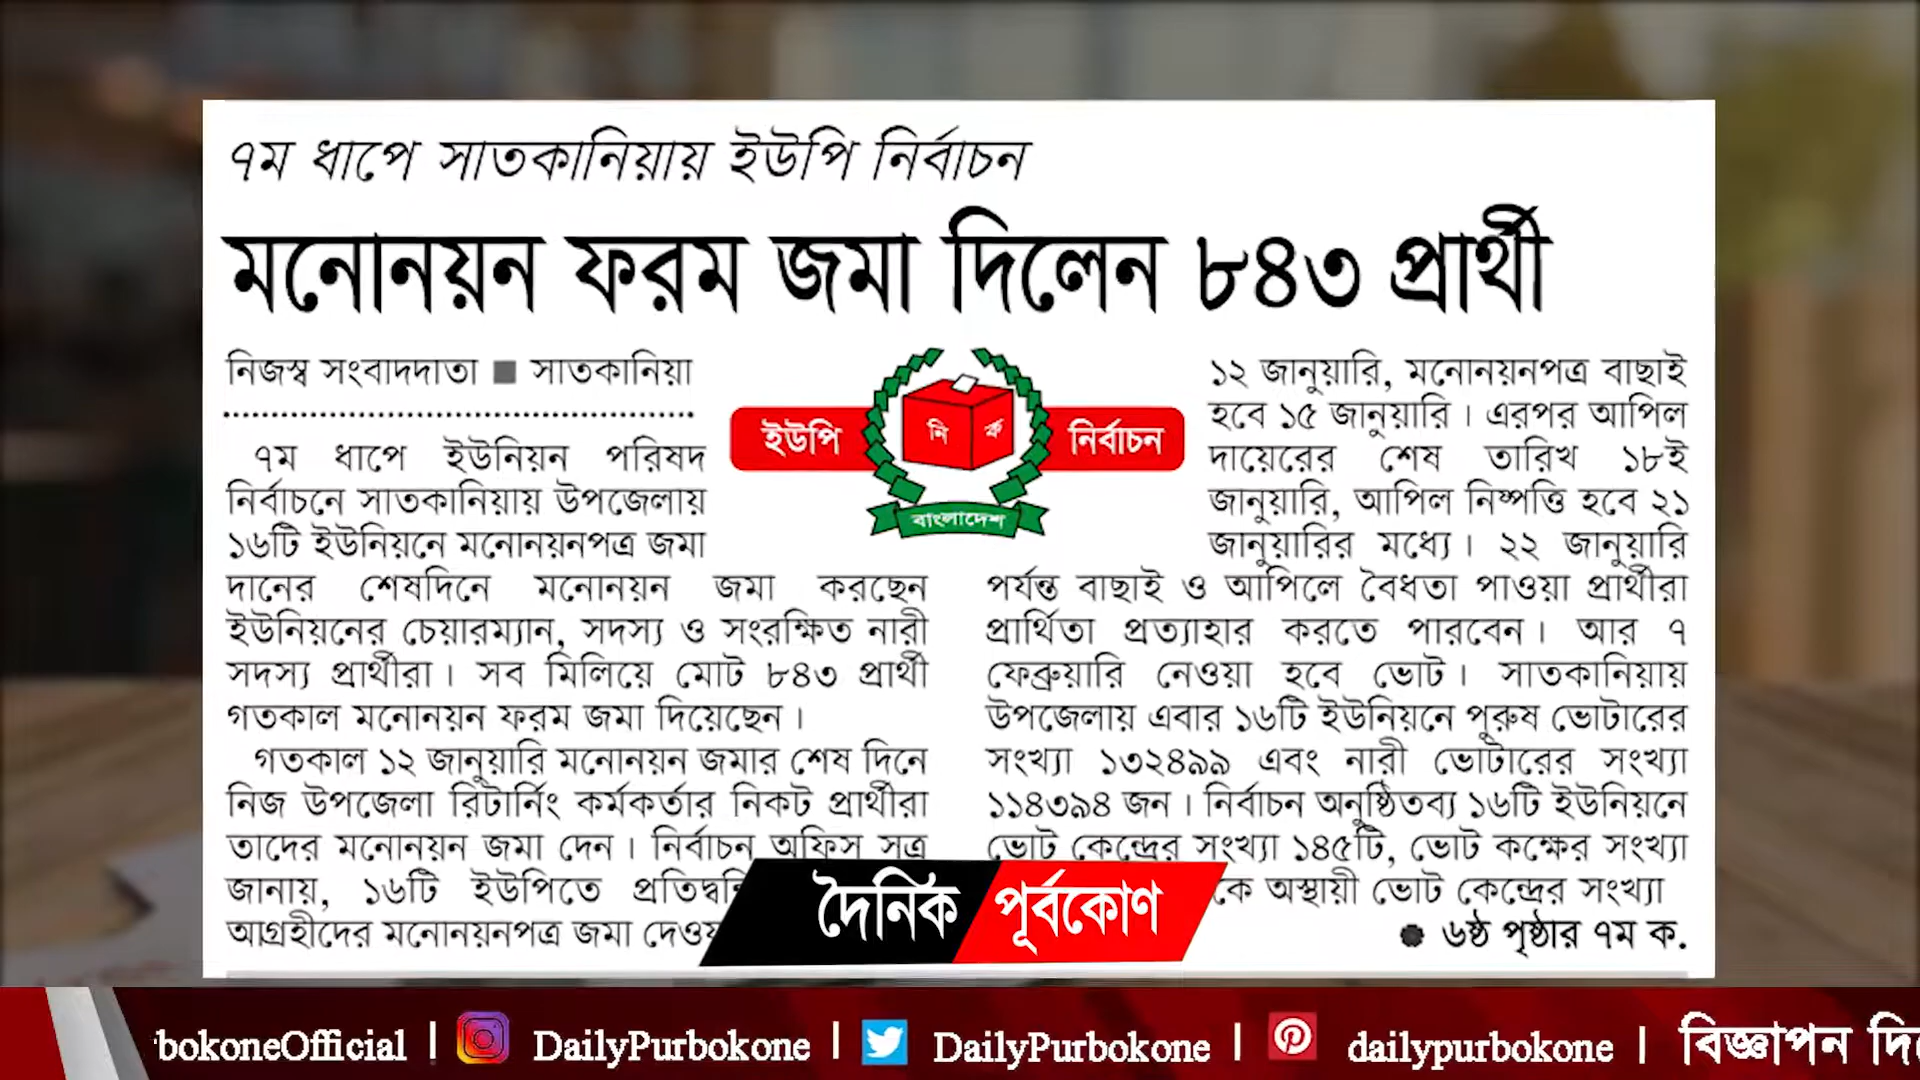 ৭ম ধাপে সাতকানিয়ায় ইউপি নির্বাচন
মনোনয়ন ফরম জমা দিলেন ৮৪৩ প্রার্থী
নিজস্ব সংবাদদাতা ■ সাতকানিয়া
৭ম ধাপে ইউনিয়ন পরিষদ
নির্বাচনে সাতকানিয়ায় উপজেলায়
১৬টি ইউনিয়নে মনোনয়নপত্র জমা
দানের শেষদিনে মনোনয়ন জমা করছেন
ইউনিয়নের চেয়ারম্যান, সদস্য ও সংরক্ষিত নারী
সদস্য প্রার্থীরা। সব মিলিয়ে মোট ৮৪৩ প্রার্থী
গতকাল মনোনয়ন ফরম জমা দিয়েছেন।
গতকাল ১২ জানুয়ারি মনোনয়ন জমার শেষ দিনে
নিজ উপজেলা রিটার্নিং কর্মকর্তার নিকট প্রার্থীরা
তাদের মনোনয়ন জমা দেন। নির্বাচন অফিস সূত্র
জানায়, ১৬টি ইউপিতে
আগ্রহীদের মনোনয়নপত্র জমা
ইউপি
নি ক
নির্বাচন
বাংলাদেশ
১২ জানুয়ারি, মনোনয়নপত্র বাছাই
হবে ১৫ জানুয়ারি। এরপর আপিল
দায়েরের শেষ তারিখ ১৮ই
জানুয়ারি, আপিল নিষ্পত্তি হবে ২১
জানুয়ারির মধ্যে। ২২ জানুয়ারি
পর্যন্ত বাছাই ও আপিলে বৈধতা পাওয়া প্রার্থীরা
প্রার্থিতা প্রত্যাহার করতে পারবেন। আর ৭
ফেব্রুয়ারি নেওয়া হবে ভোট। সাতকানিয়ায়
উপজেলায় এবার ১৬টি ইউনিয়নে পুরুষ ভোটারের
সংখ্যা ১৩২৪৯৯ এবং নারী ভোটারের সংখ্যা
১১৪৩৯৪ জন। নির্বাচন অনুষ্ঠিতব্য ১৬টি ইউনিয়নে
ভোট কেন্দ্রের সংখ্যা ১৪৫টি, ভোট কক্ষের সংখ্যা
অস্থায়ী ভোট কেন্দ্রের সংখ্যা
● ৬ষ্ঠ পৃষ্ঠার ৭ম ক.
দৈনিক পূর্বকোণ
bokoneOfficial | DailyPurbokone | DailyPurbokone | dailypurbokone | বিজ্ঞাপন